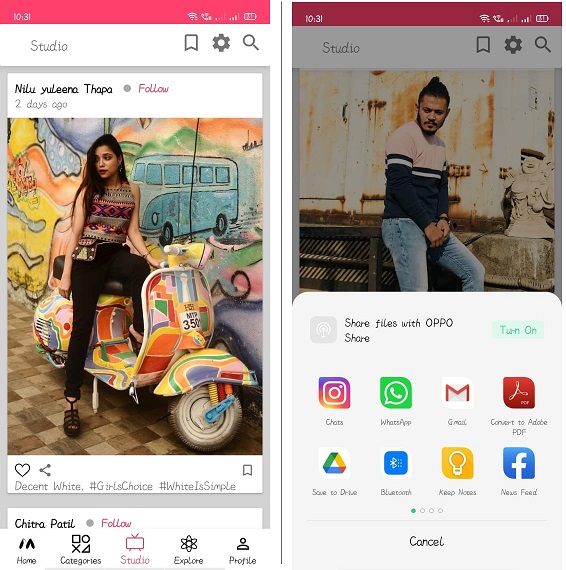 10:31
Studio
Nilu yuleena Thapa Follow
2 days ago
MTP
350
Decent White, #GirlsChoice #WhiteIsSimple
Chitra Patil Follow
Home Categories Studio Explore Profile
10:31
Studio
Share files with OPPO
Share
Turn On
Chats WhatsApp Gmail Convert to Adobe
PDF
PDF
Save to Drive Bluetooth Keep Notes News Feed
Cancel